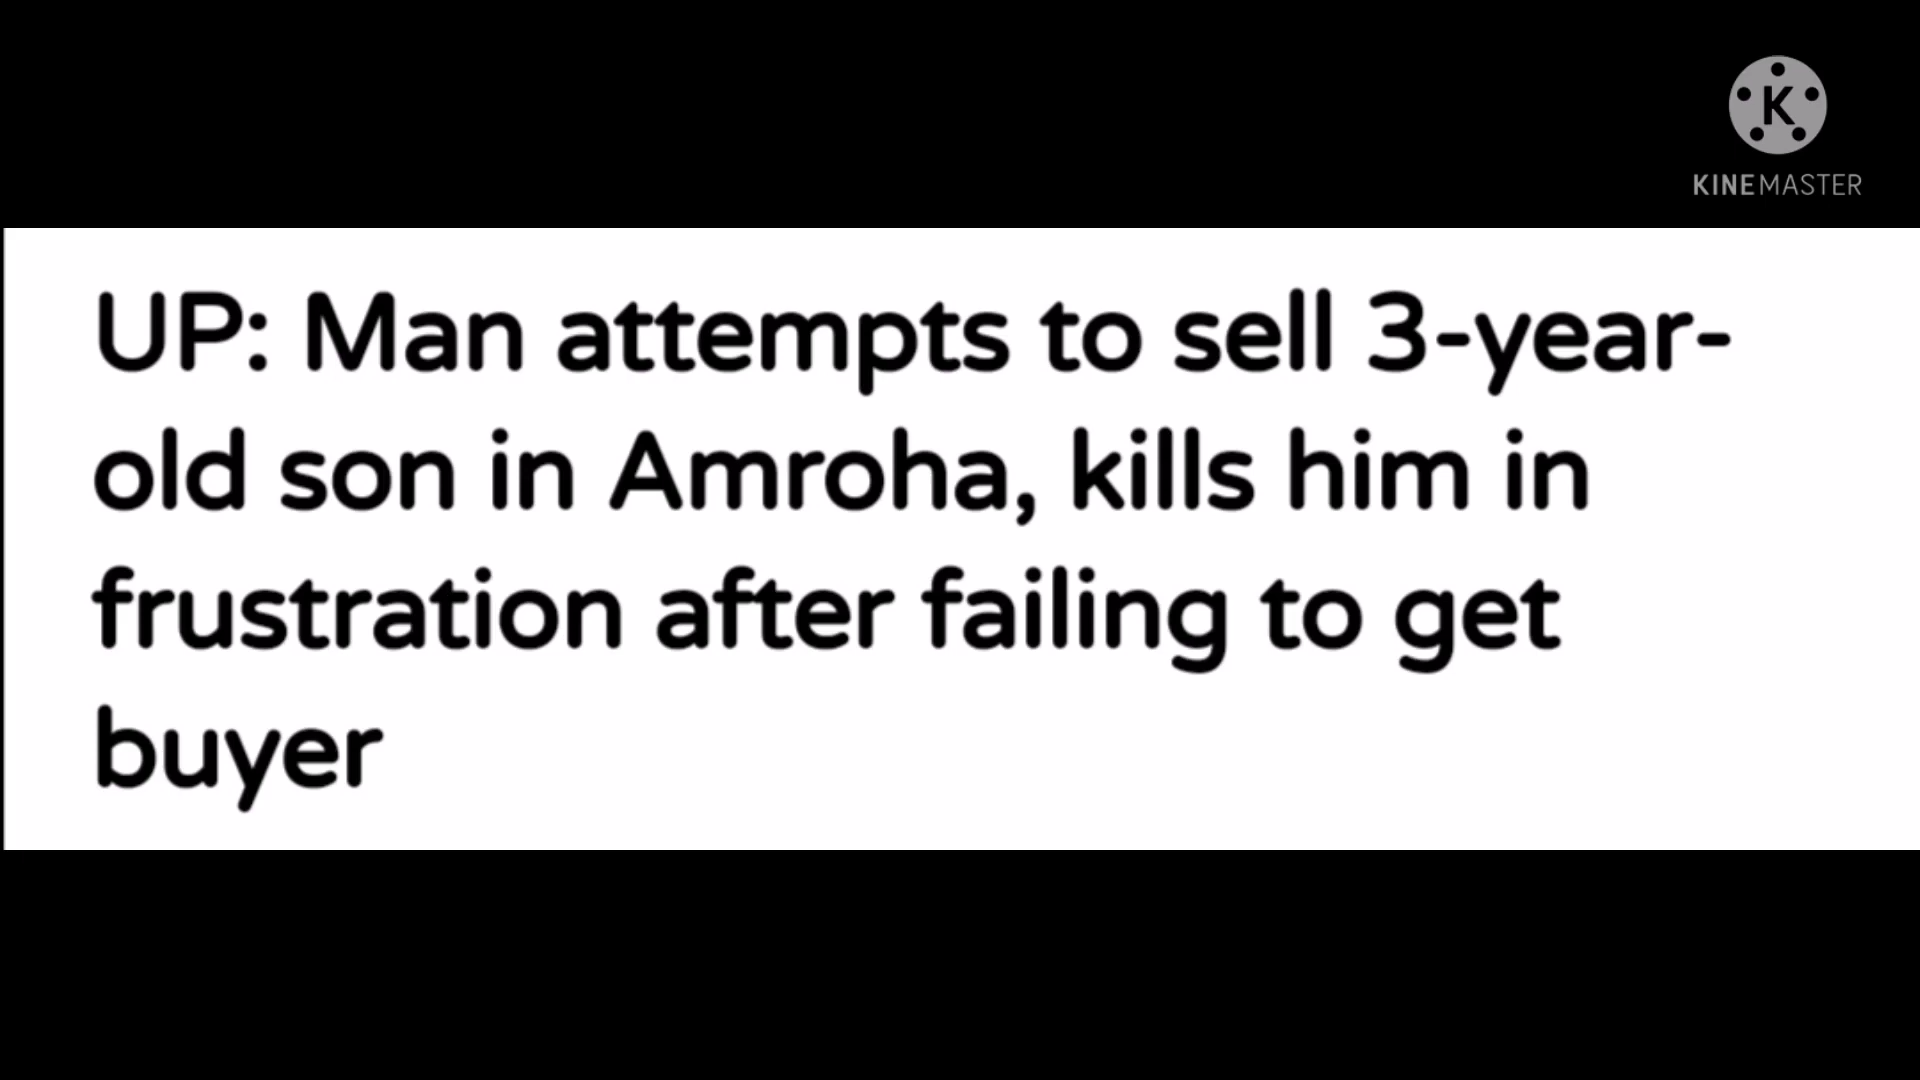 K
KINEMASTER
UP: Man attempts to sell 3-year-
old son in Amroha, kills him in
frustration after failing to get
buyer